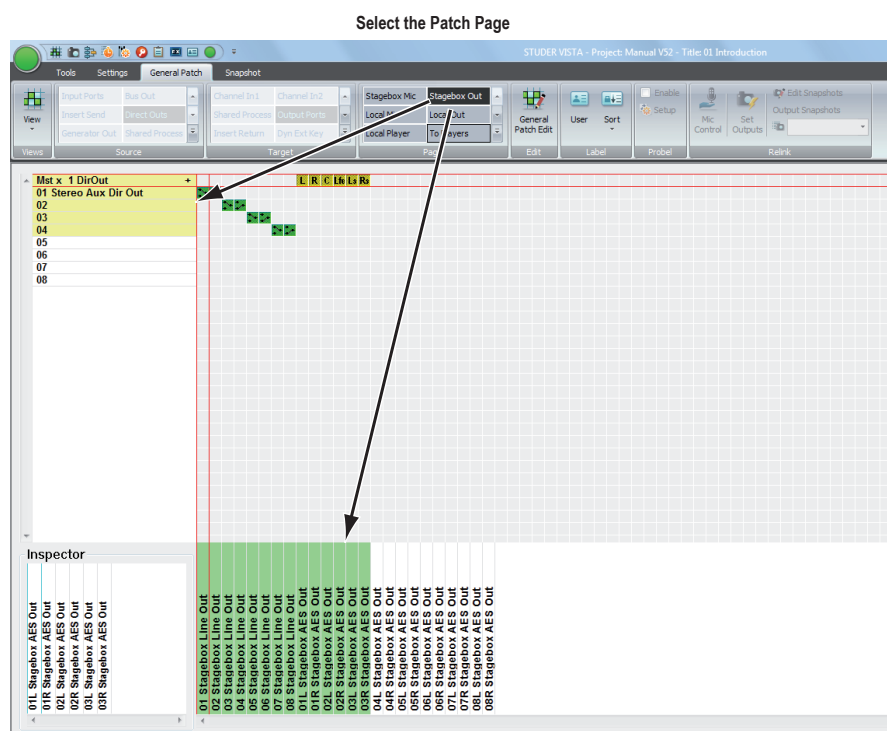 Select the Patch Page
STUDER VISTA - Project: Manual V52 - Title: 01 Introduction
Tools Settings General Patch Snapshot
View
Views
Input Ports Bus Out
Insert Send Direct Outs
Generator Out Shared Process
Source
Channel In1 Channel In2
Shared Process Output Ports
Insert Return Dyn Ext Key
Target
Stagebox Mic Stagebox Out
Local Out
Local Player To Players
General Patch Edit
Edit
User Sort
Label
Enable
Setup
Probel
Mic Control
Set Outputs
Edit Snapshots
Output Snapshots
Relink
Mst x 1 DirOut +
L R C Lfe Ls Rs
01 Stereo Aux Dir Out
02
03
04
05
06
07
08
Inspector
01L Stagebox AES Out
01R Stagebox AES Out
02L Stagebox AES Out
02R Stagebox AES Out
03L Stagebox AES Out
03R Stagebox AES Out
01 Stagebox Line Out
02 Stagebox Line Out
03 Stagebox Line Out
04 Stagebox Line Out
05 Stagebox Line Out
06 Stagebox Line Out
07 Stagebox Line Out
08 Stagebox Line Out
01L Stagebox AES Out
01R Stagebox AES Out
02L Stagebox AES Out
02R Stagebox AES Out
03L Stagebox AES Out
03R Stagebox AES Out
04L Stagebox AES Out
04R Stagebox AES Out
05L Stagebox AES Out
05R Stagebox AES Out
06L Stagebox AES Out
06R Stagebox AES Out
07L Stagebox AES Out
07R Stagebox AES Out
08L Stagebox AES Out
08R Stagebox AES Out